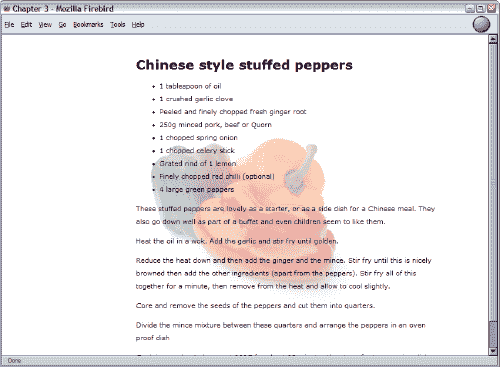 Chapter 3 - Mozilla Firebird
File Edit View Go Bookmarks Tools Help
Chinese style stuffed peppers
1 tablespoon of oil
1 crushed garlic clove
Peeled and finely chopped fresh ginger root
250g minced pork, beef or Quorn
1 chopped spring onion
1 chopped celery stick
Grated rind of 1 lemon
Finely chopped red chilli (optional)
4 large green peppers
These stuffed peppers are lovely as a starter, or as a side dish for a Chinese meal. They
also go down well as part of a buffet and even children seem to like them.
Heat the oil in a wok. Add the garlic and stir fry until golden.
Reduce the heat down and then add the ginger and the mince. Stir fry until this is nicely
browned then add the other ingredients (apart from the peppers). Stir fry all of this
together for a minute, then remove from the heat and allow to cool slightly.
Core and remove the seeds of the peppers and cut them into quarters.
Divide the mince mixture between these quarters and arrange the peppers in an oven
proof dish
Done